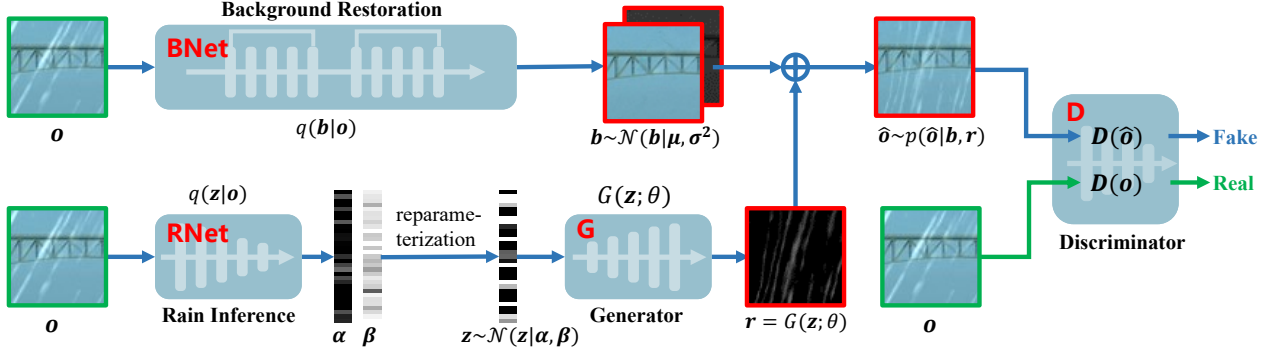 Background Restoration
BNet
o
q(b|o)
b~𝒩(b|μ, σ²)
ô~p(ô|b, r)
D
D(ô)
D(o)
Fake
Real
Discriminator
q(z|o)
RNet
o
Rain Inference
α
β
reparame-
terization
z~𝒩(z|α, β)
G(z; θ)
G
Generator
r = G(z; θ)
o